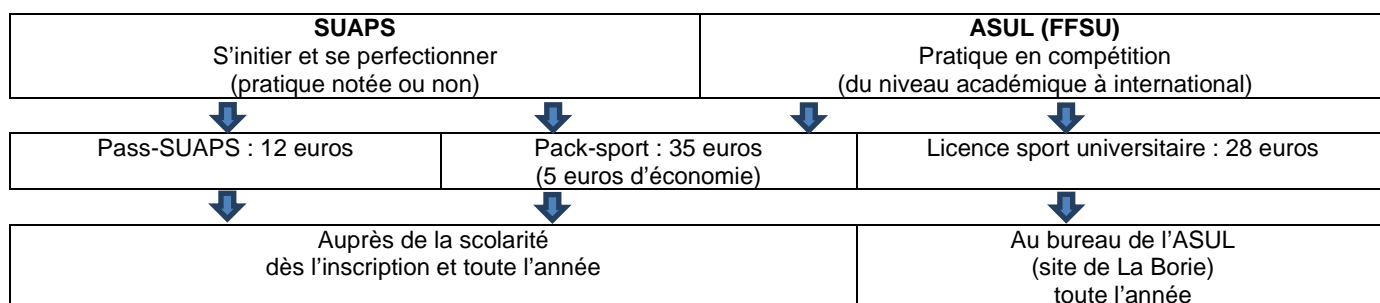 SUAPS
S'initier et se perfectionner
(pratique notée ou non)
ASUL (FFSU)
Pratique en compétition
(du niveau académique à international)
Pass-SUAPS : 12 euros
Pack-sport : 35 euros
(5 euros d'économie)
Licence sport universitaire : 28 euros
Auprès de la scolarité
dès l'inscription et toute l'année
Au bureau de l'ASUL
(site de La Borie)
toute l'année